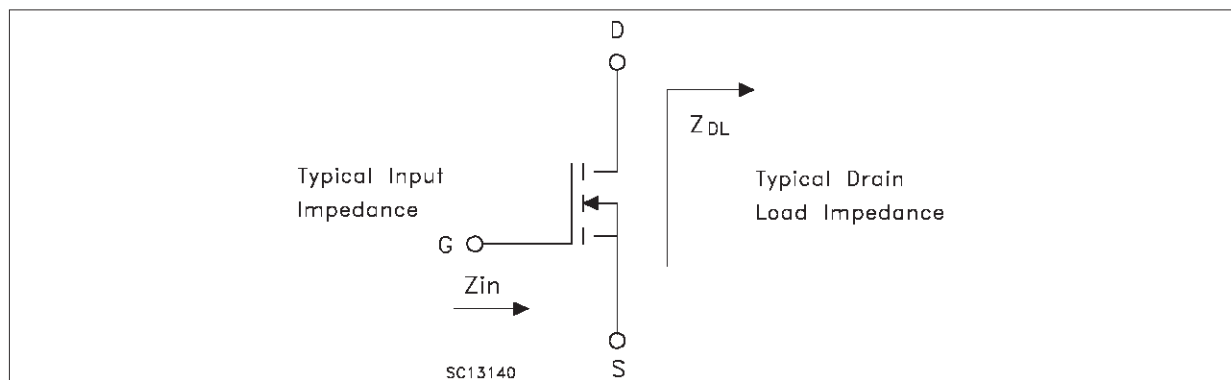 D
Z DL
Typical Input
Impedance
Typical Drain
Load Impedance
G
Zin
S
SC13140